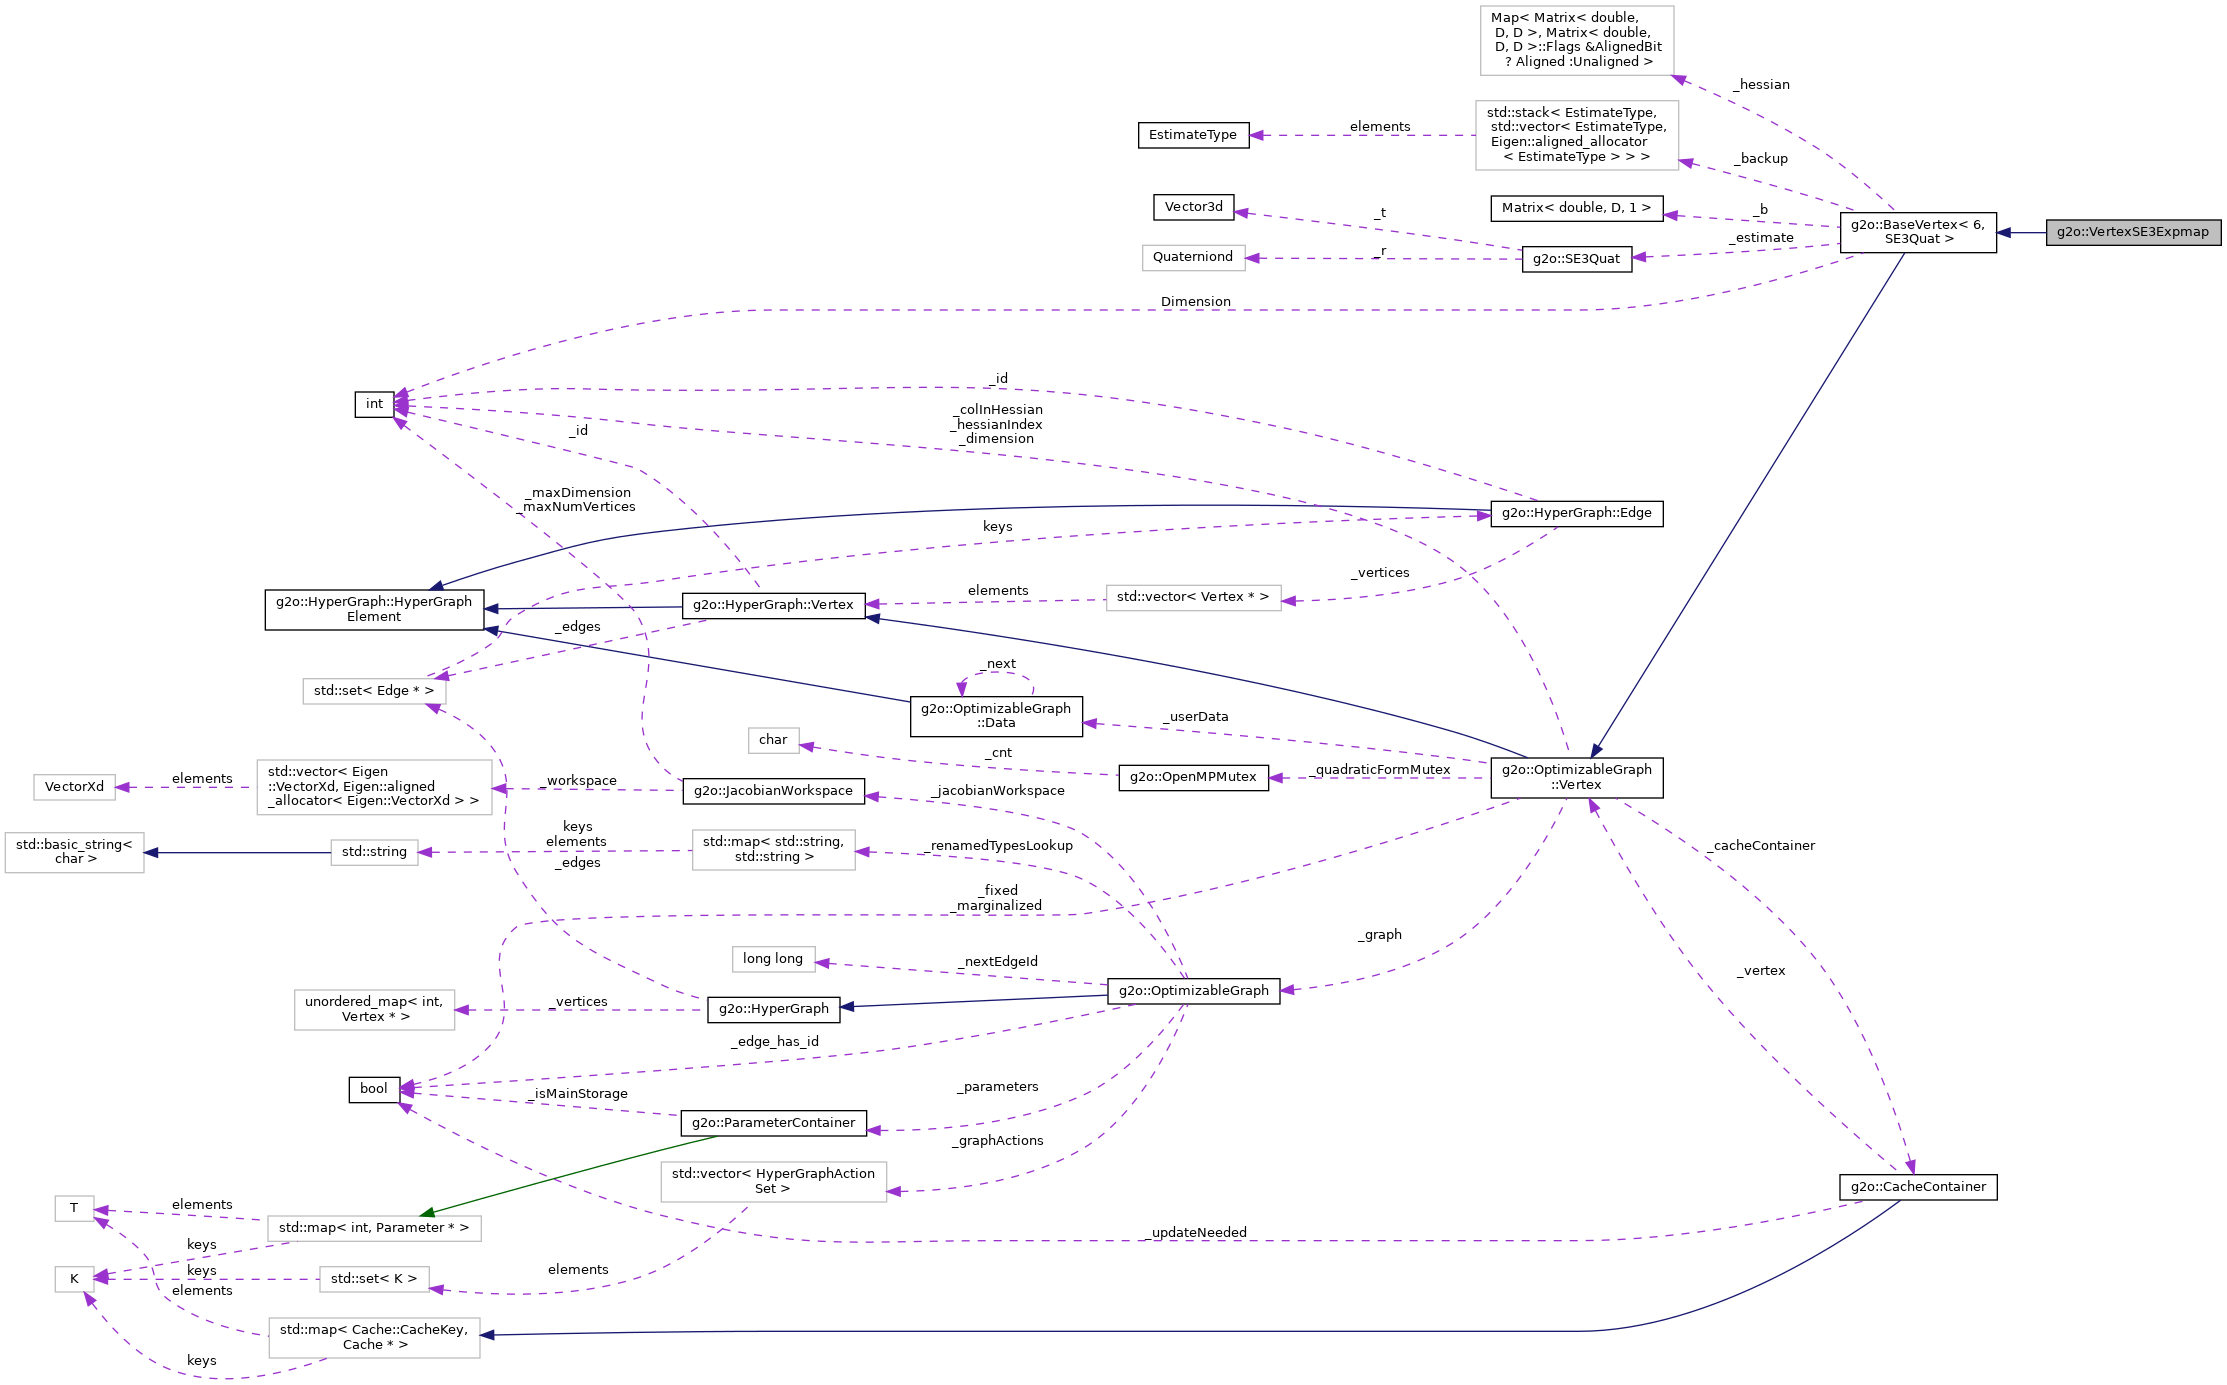 Map< Matrix< double,
D, D >, Matrix< double,
D, D >::Flags &AlignedBit
? Aligned :Unaligned >
_hessian
std::stack< EstimateType,
std::vector< EstimateType,
Eigen::aligned_allocator
< EstimateType > > >
elements
EstimateType
_backup
Vector3d
_t
Matrix< double, D, 1 >
_b
g2o::BaseVertex< 6,
SE3Quat >
g2o::VertexSE3Expmap
_estimate
Quaterniond
_r
g2o::SE3Quat
Dimension
int
_id
_colInHessian
_hessianIndex
_dimension
_id
_maxDimension
_maxNumVertices
g2o::HyperGraph::Edge
keys
_vertices
g2o::HyperGraph::HyperGraph
Element
g2o::HyperGraph::Vertex
elements
std::vector< Vertex * >
_edges
_next
std::set< Edge * >
g2o::OptimizableGraph
::Data
_userData
char
_cnt
g2o::OpenMPMutex
_quadraticFormMutex
g2o::OptimizableGraph
::Vertex
VectorXd
elements
std::vector< Eigen
::VectorXd, Eigen::aligned
_allocator< Eigen::VectorXd > >
_workspace
g2o::JacobianWorkspace
_jacobianWorkspace
std::basic_string<
char >
std::string
keys
elements
_edges
std::map< std::string,
std::string >
_renamedTypesLookup
_cacheContainer
_fixed
_marginalized
_graph
long long
_nextEdgeId
_vertex
g2o::OptimizableGraph
unordered_map< int,
Vertex * >
_vertices
g2o::HyperGraph
_edge_has_id
bool
_isMainStorage
_parameters
g2o::ParameterContainer
_graphActions
std::vector< HyperGraphAction
Set >
g2o::CacheContainer
T
elements
std::map< int, Parameter * >
_updateNeeded
keys
K
keys
std::set< K >
elements
elements
std::map< Cache::CacheKey,
Cache * >
keys